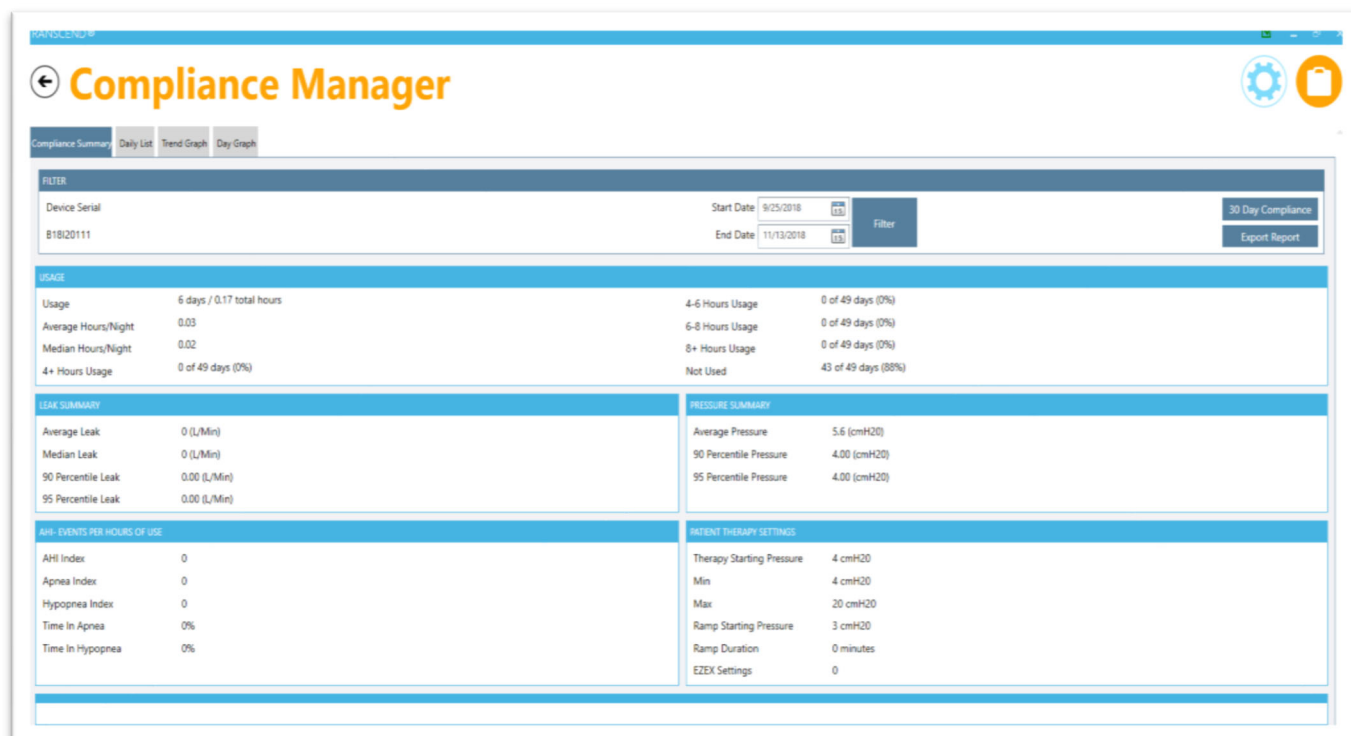 RANSCEND®
Compliance Manager
Compliance Summary Daily List Trend Graph Day Graph
FILTER
Device Serial Start Date 9/25/2018 15 Filter 30 Day Compliance
818I20111 End Date 11/13/2018 15 Export Report
USAGE
Usage 6 days / 0.17 total hours 4-6 Hours Usage 0 of 49 days (0%)
Average Hours/Night 0.03 6-8 Hours Usage 0 of 49 days (0%)
Median Hours/Night 0.02 8+ Hours Usage 0 of 49 days (0%)
4+ Hours Usage 0 of 49 days (0%) Not Used 43 of 49 days (88%)
LEAK SUMMARY PRESSURE SUMMARY
Average Leak 0 (L/Min) Average Pressure 5.6 (cmH20)
Median Leak 0 (L/Min) 90 Percentile Pressure 4.00 (cmH20)
90 Percentile Leak 0.00 (L/Min) 95 Percentile Pressure 4.00 (cmH20)
95 Percentile Leak 0.00 (L/Min)
AHI- EVENTS PER HOURS OF USE PATIENT THERAPY SETTINGS
AHI Index 0 Therapy Starting Pressure 4 cmH20
Apnea Index 0 Min 4 cmH20
Hypopnea Index 0 Max 20 cmH20
Time In Apnea 0% Ramp Starting Pressure 3 cmH20
Time In Hypopnea 0% Ramp Duration 0 minutes
EZEX Settings 0